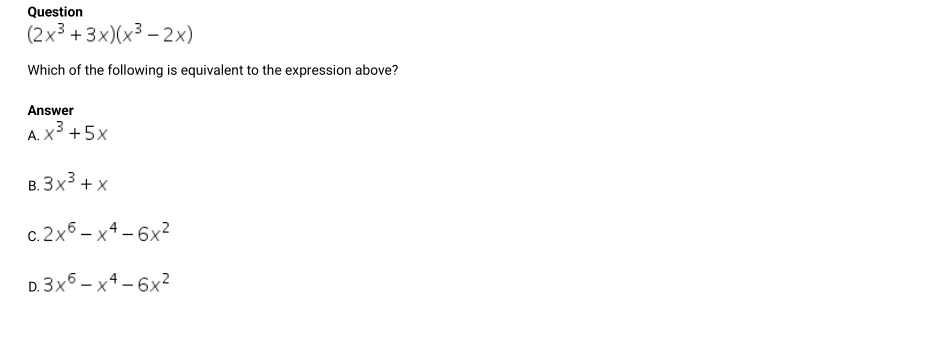 Question
(2x³ + 3x)(x³ – 2x)
Which of the following is equivalent to the expression above?
Answer
A. x³ + 5x
B. 3x³ + x
C. 2x⁶ – x⁴ – 6x²
D. 3x⁶ – x⁴ – 6x²